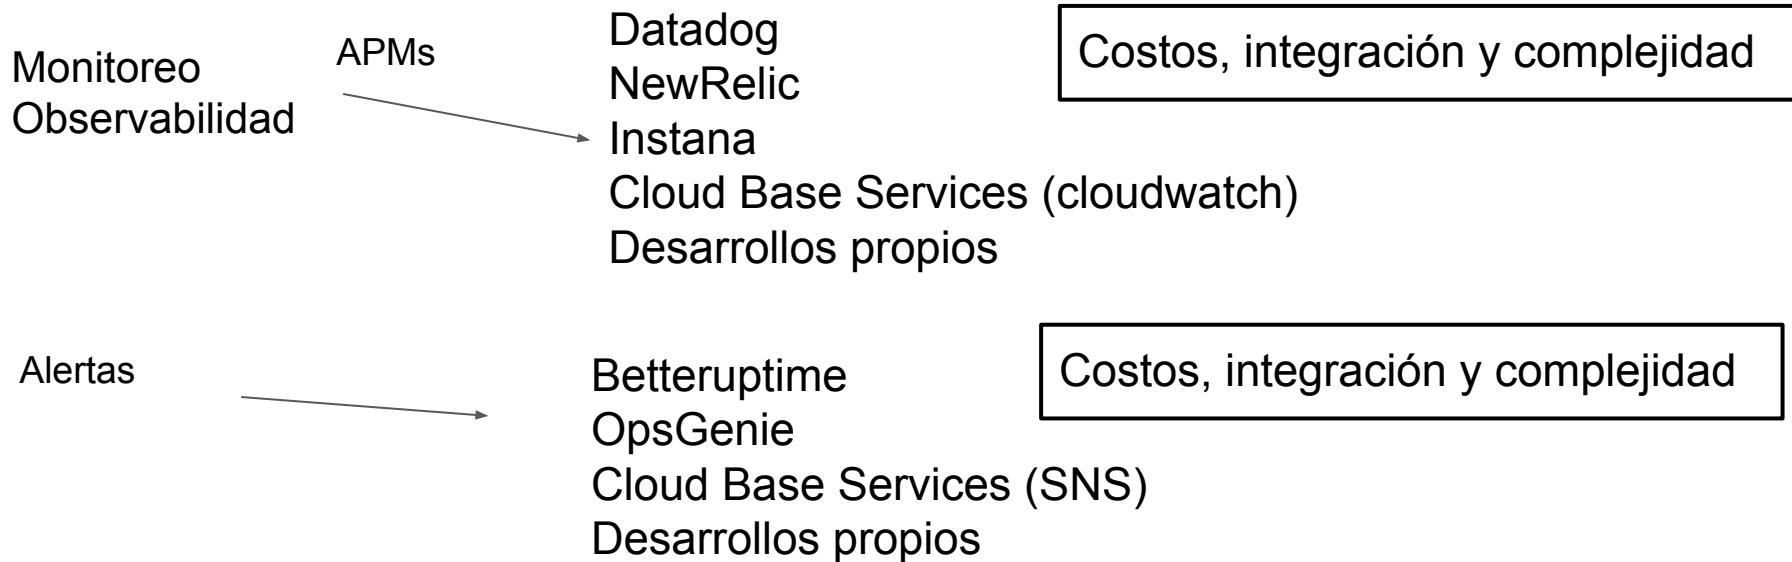 Monitoreo
Observabilidad
APMs
Datadog
NewRelic
Instana
Cloud Base Services (cloudwatch)
Desarrollos propios
Costos, integración y complejidad
Alertas
Betteruptime
OpsGenie
Cloud Base Services (SNS)
Desarrollos propios
Costos, integración y complejidad